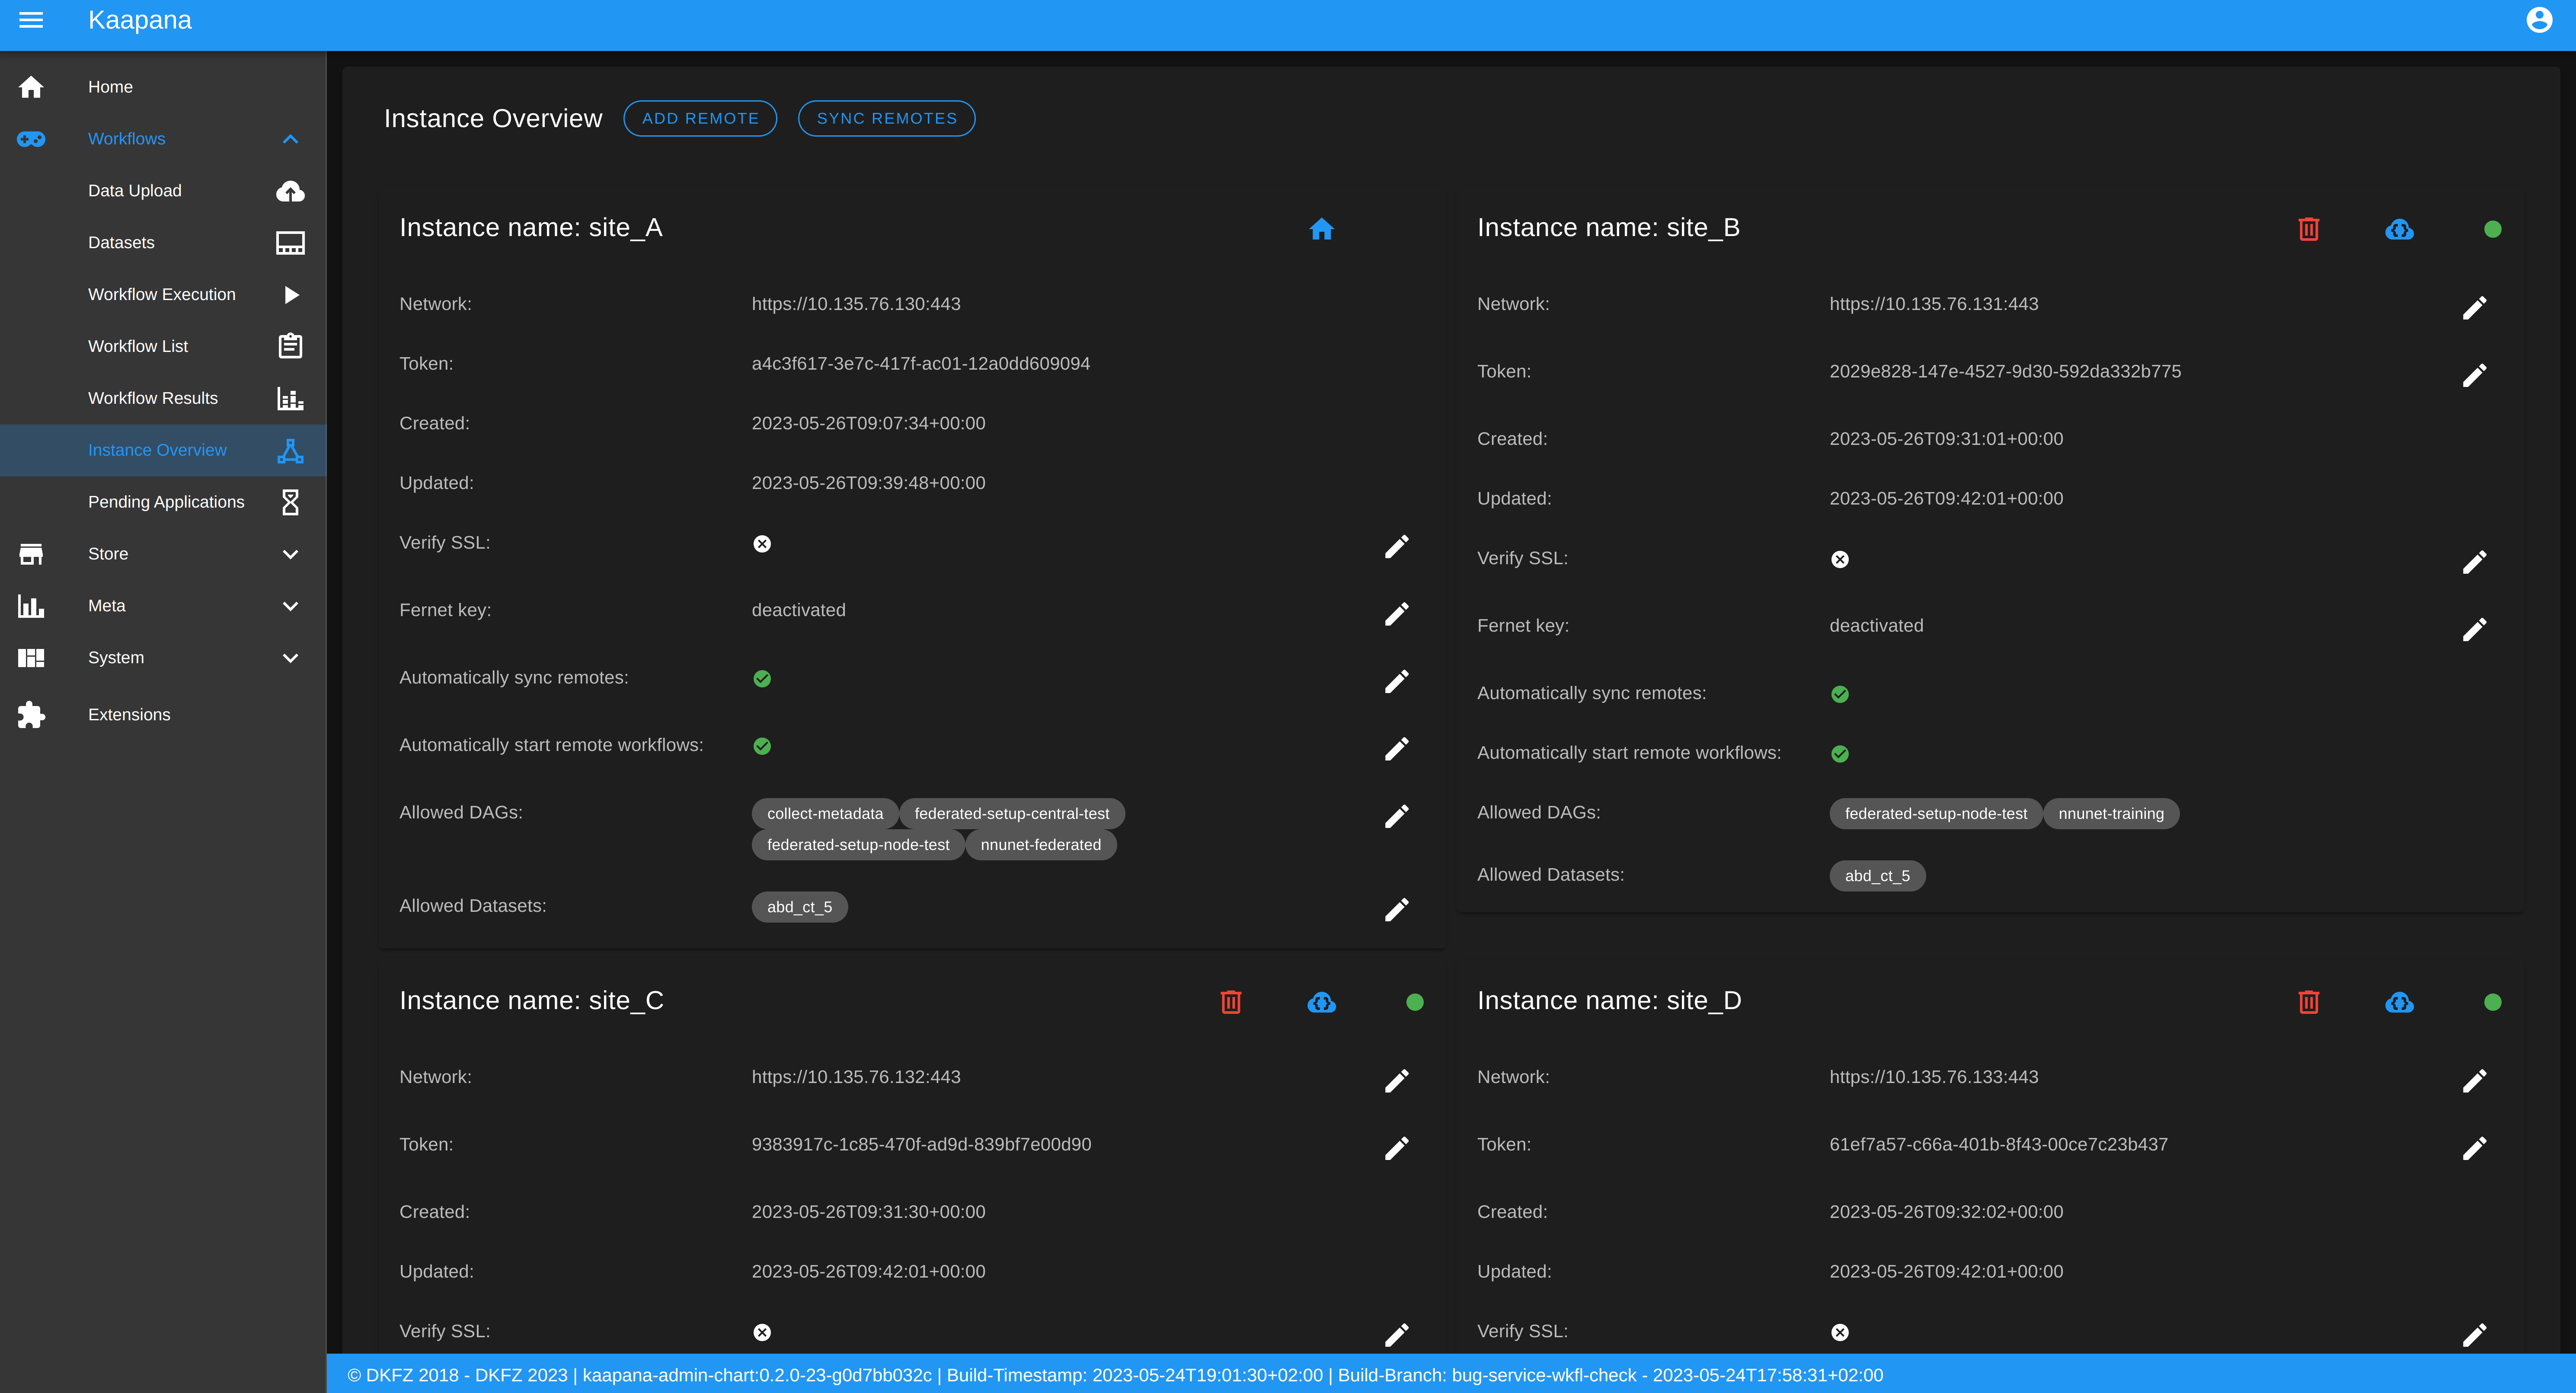 Kaapana
Home
Workflows
Data Upload
Datasets
Workflow Execution
Workflow List
Workflow Results
Instance Overview
Pending Applications
Store
Meta
System
Extensions
Instance Overview
ADD REMOTE
SYNC REMOTES
Instance name: site_A
Network: https://10.135.76.130:443
Token: a4c3f617-3e7c-417f-ac01-12a0dd609094
Created: 2023-05-26T09:07:34+00:00
Updated: 2023-05-26T09:39:48+00:00
Verify SSL:
Fernet key: deactivated
Automatically sync remotes:
Automatically start remote workflows:
Allowed DAGs: collect-metadata federated-setup-central-test
federated-setup-node-test nnunet-federated
Allowed Datasets: abd_ct_5
Instance name: site_B
Network: https://10.135.76.131:443
Token: 2029e828-147e-4527-9d30-592da332b775
Created: 2023-05-26T09:31:01+00:00
Updated: 2023-05-26T09:42:01+00:00
Verify SSL:
Fernet key: deactivated
Automatically sync remotes:
Automatically start remote workflows:
Allowed DAGs: federated-setup-node-test nnunet-training
Allowed Datasets: abd_ct_5
Instance name: site_C
Network: https://10.135.76.132:443
Token: 9383917c-1c85-470f-ad9d-839bf7e00d90
Created: 2023-05-26T09:31:30+00:00
Updated: 2023-05-26T09:42:01+00:00
Verify SSL:
Instance name: site_D
Network: https://10.135.76.133:443
Token: 61ef7a57-c66a-401b-8f43-00ce7c23b437
Created: 2023-05-26T09:32:02+00:00
Updated: 2023-05-26T09:42:01+00:00
Verify SSL:
© DKFZ 2018 - DKFZ 2023 | kaapana-admin-chart:0.2.0-23-g0d7bb032c | Build-Timestamp: 2023-05-24T19:01:30+02:00 | Build-Branch: bug-service-wkfl-check - 2023-05-24T17:58:31+02:00